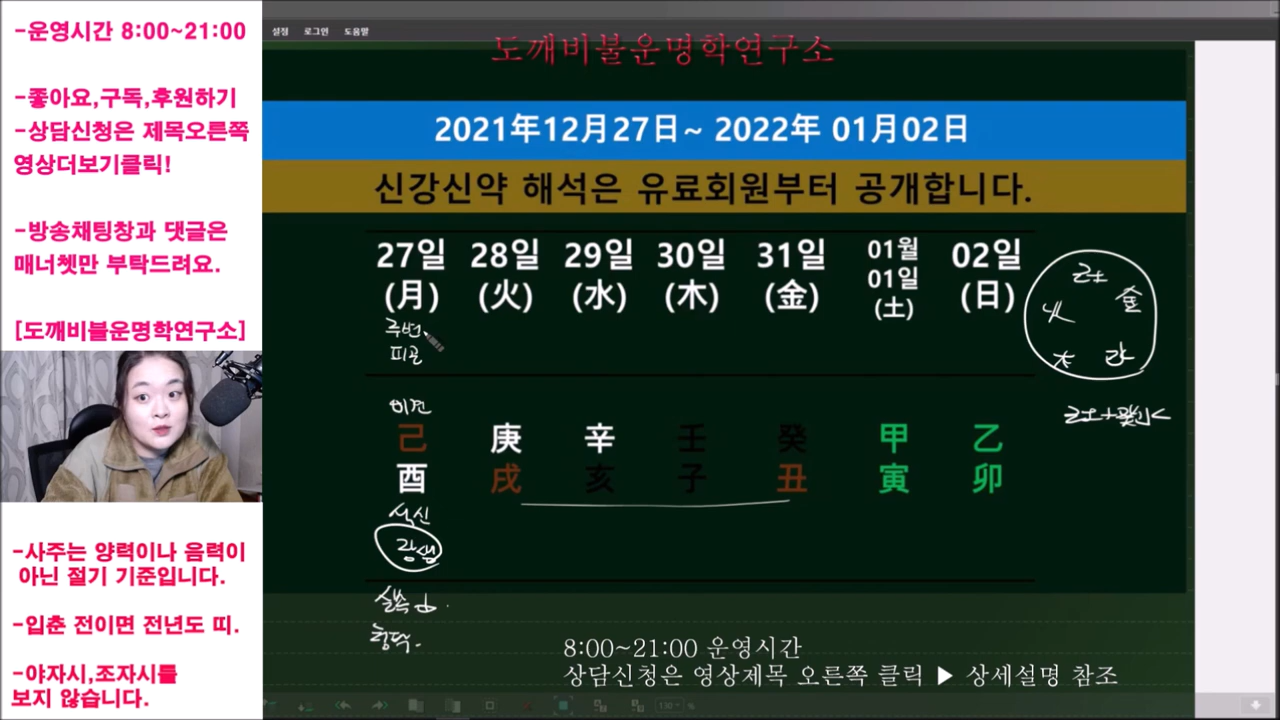 -운영시간 8:00~21:00
-좋아요,구독,후원하기
-상담신청은 제목오른쪽
영상더보기클릭!
-방송채팅창과 댓글은
매너쳇만 부탁드려요.
[도깨비불운명학연구소]
-사주는 양력이나 음력이
아닌 절기 기준입니다.
-입춘 전이면 전년도 띠.
-야자시,조자시를
보지 않습니다.
설정 로그인 도움말
도깨비불운명학연구소
2021年12月27日~ 2022年 01月02日
신강신약 해석은 유료회원부터 공개합니다.
27일 28일 29일 30일 31일 01월 01일 02일
(月) (火) (水) (木) (金) (土) (日)
주변
피곤
비견
己 庚 辛 壬 癸 甲 乙
酉 戌 亥 子 丑 寅 卯
식신
실속
8:00~21:00 운영시간
상담신청은 영상제목 오른쪽 클릭 ▶ 상세설명 참조
130 %